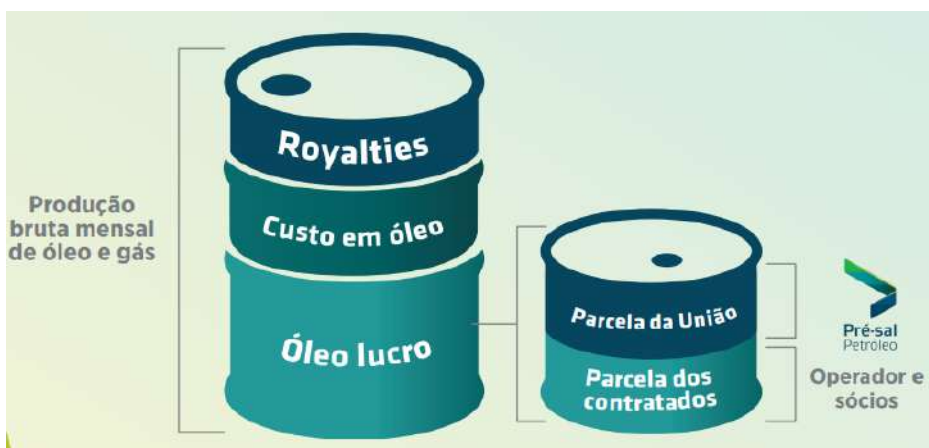 Produção
bruta mensal
de óleo e gás
Royalties
Custo em óleo
Óleo lucro
Parcela da União
Parcela dos
contratados
Pré-sal
Petróleo
Operador e
sócios